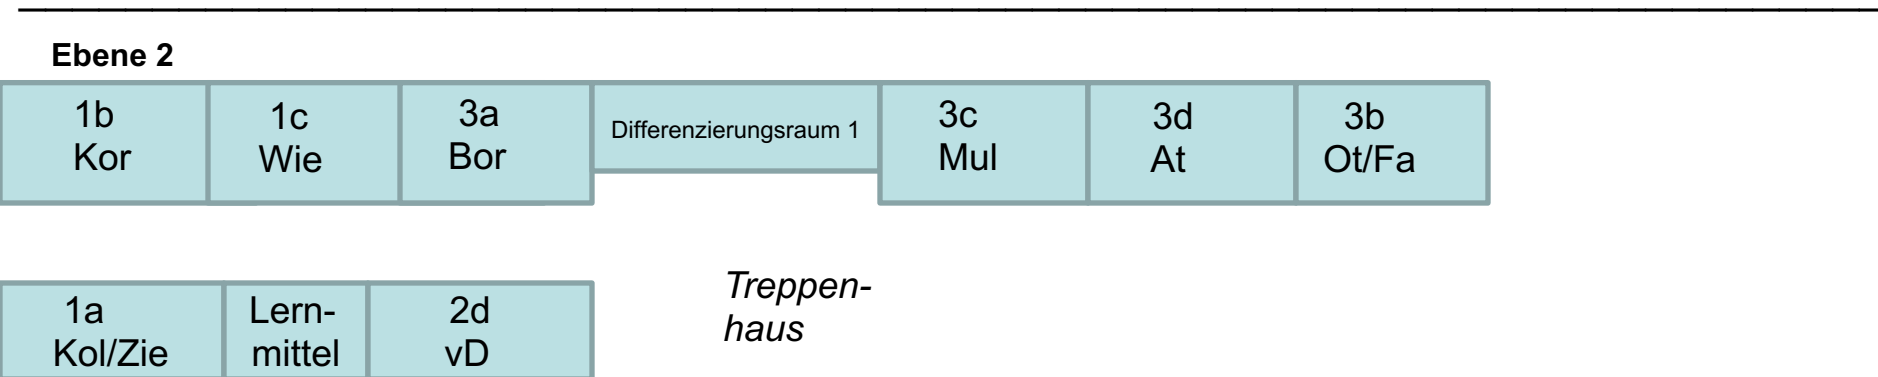 Ebene 2
1b
Kor
1c
Wie
3a
Bor
Differenzierungsraum 1
3c
Mul
3d
At
3b
Ot/Fa
1a
Kol/Zie
Lern-
mittel
2d
vD
Treppen-
haus